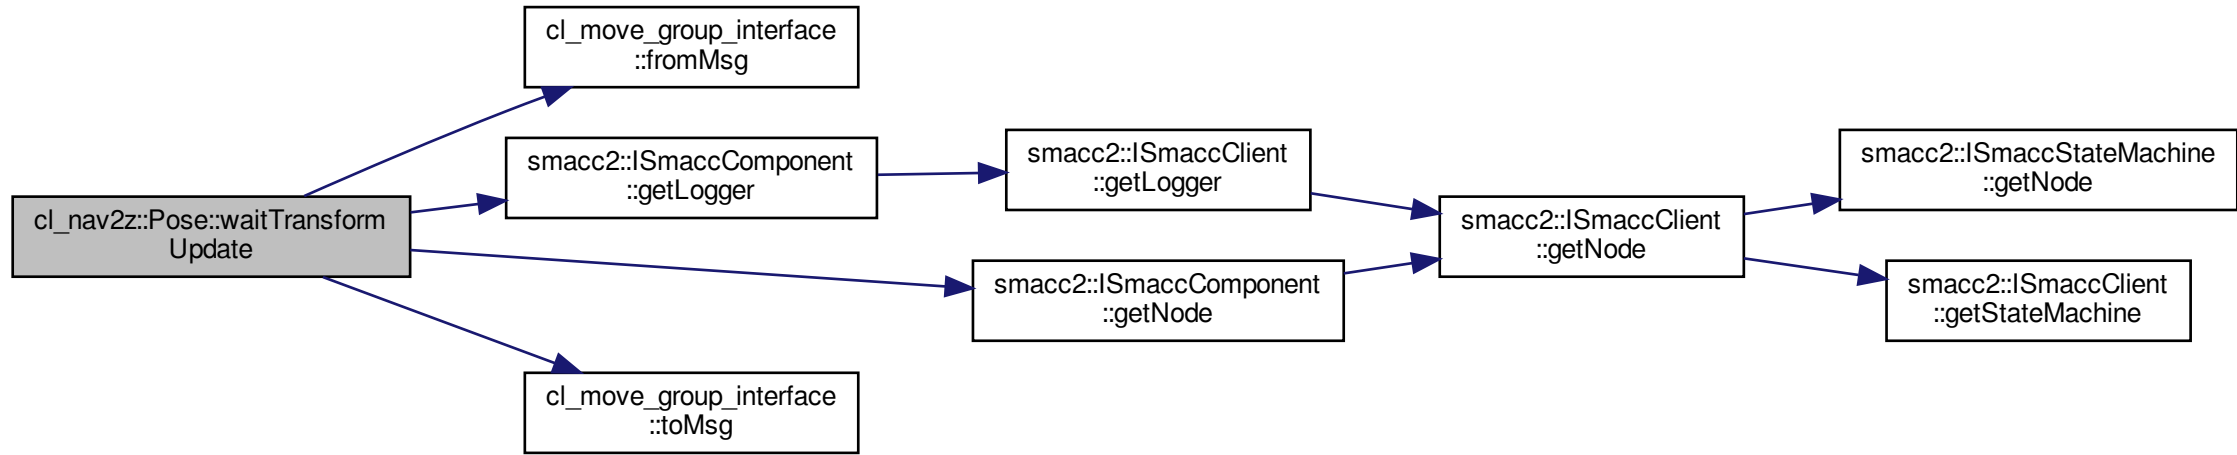 cl_move_group_interface
::fromMsg
smacc2::ISmaccComponent
::getLogger
smacc2::ISmaccClient
::getLogger
smacc2::ISmaccStateMachine
::getNode
cl_nav2z::Pose::waitTransform
Update
smacc2::ISmaccClient
::getNode
smacc2::ISmaccComponent
::getNode
smacc2::ISmaccClient
::getStateMachine
cl_move_group_interface
::toMsg